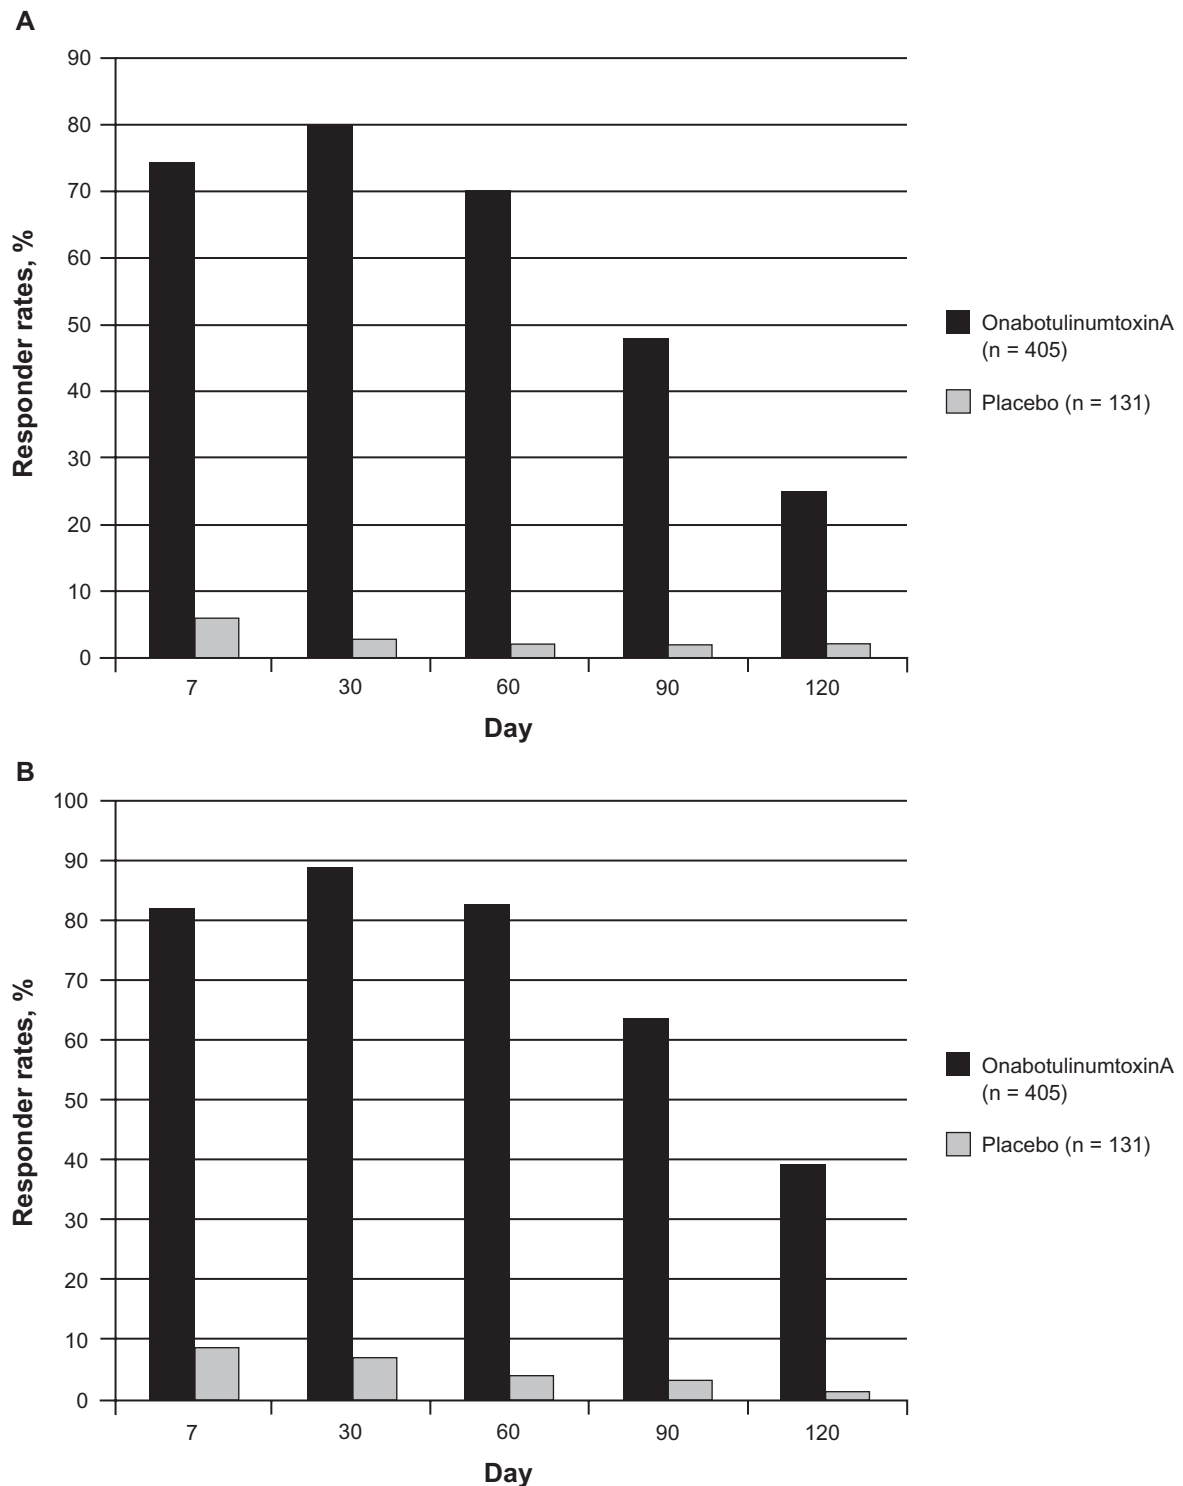 A
90
80
70
60
50
40
30
20
10
0
Responder rates, %
7 30 60 90 120
Day
OnabotulinumtoxinA
(n = 405)
Placebo (n = 131)
B
100
90
80
70
60
50
40
30
20
10
0
Responder rates, %
7 30 60 90 120
Day
OnabotulinumtoxinA
(n = 405)
Placebo (n = 131)